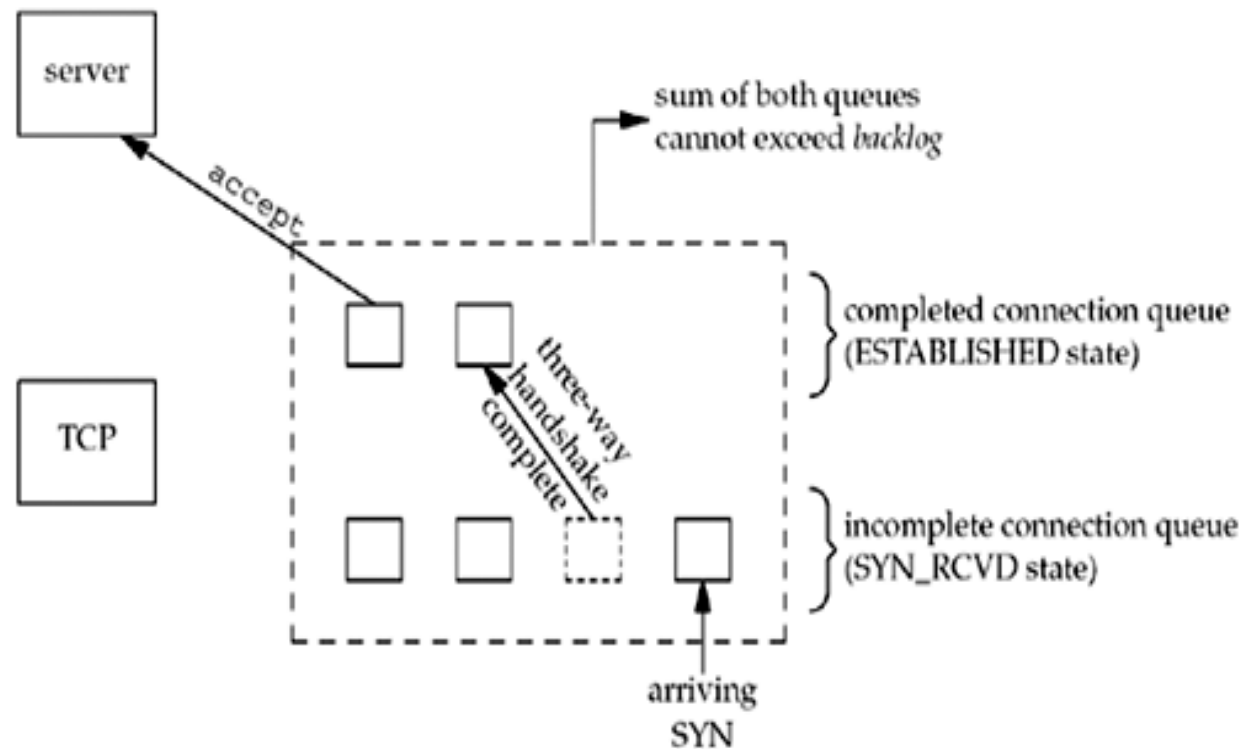 server
sum of both queues
cannot exceed backlog
accept
completed connection queue
(ESTABLISHED state)
three-way
handshake
complete
TCP
incomplete connection queue
(SYN_RCVD state)
arriving
SYN